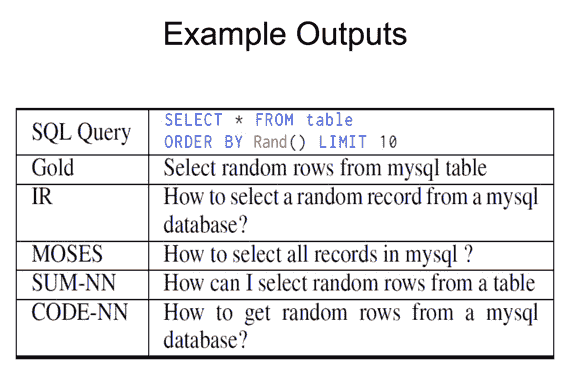 Example Outputs
SQL Query
SELECT * FROM table
ORDER BY Rand() LIMIT 10
Gold
Select random rows from mysql table
IR
How to select a random record from a mysql
database?
MOSES
How to select all records in mysql ?
SUM-NN
How can I select random rows from a table
CODE-NN
How to get random rows from a mysql
database?